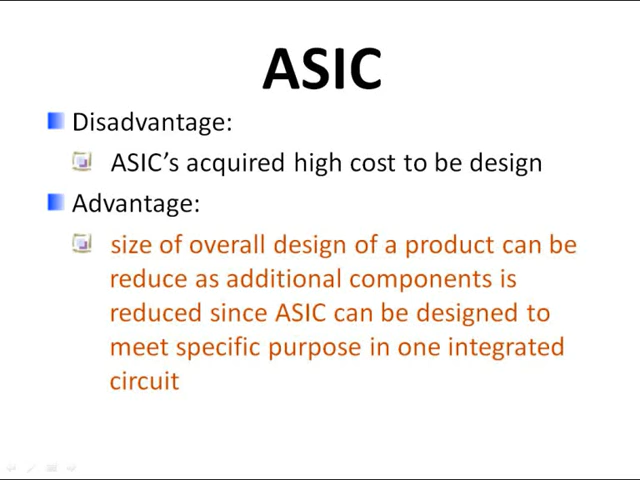 ASIC
Disadvantage:
ASIC’s acquired high cost to be design
Advantage:
size of overall design of a product can be
reduce as additional components is
reduced since ASIC can be designed to
meet specific purpose in one integrated
circuit